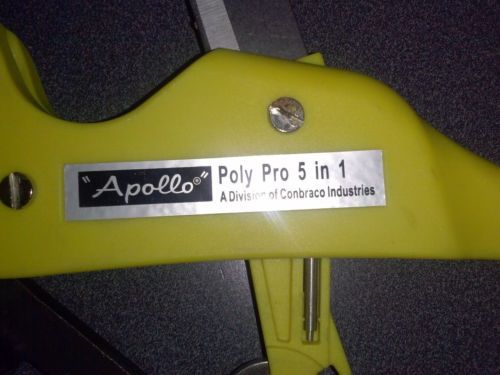 "Apollo®" Poly Pro 5 in 1
A Division of Conbraco Industries